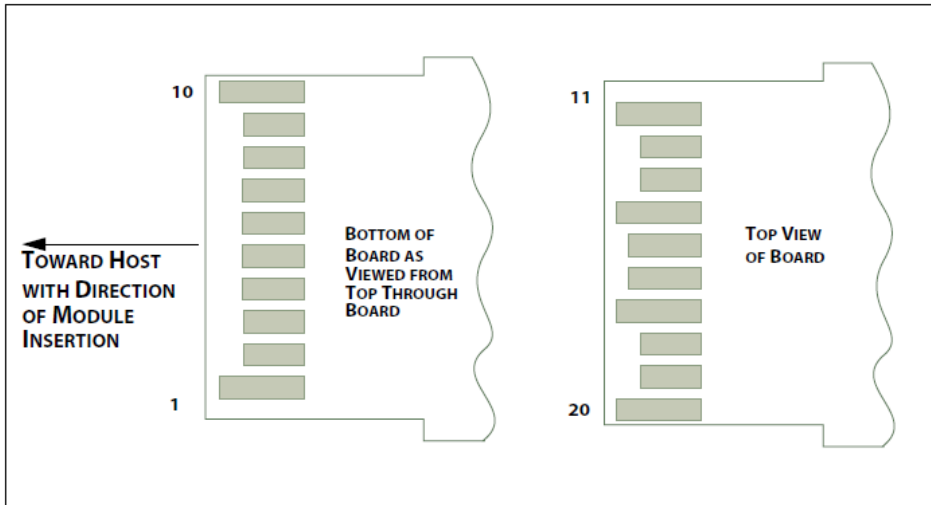 10
BOTTOM OF
BOARD AS
VIEWED FROM
TOP THROUGH
BOARD
TOWARD HOST
WITH DIRECTION
OF MODULE
INSERTION
1
11
TOP VIEW
OF BOARD
20